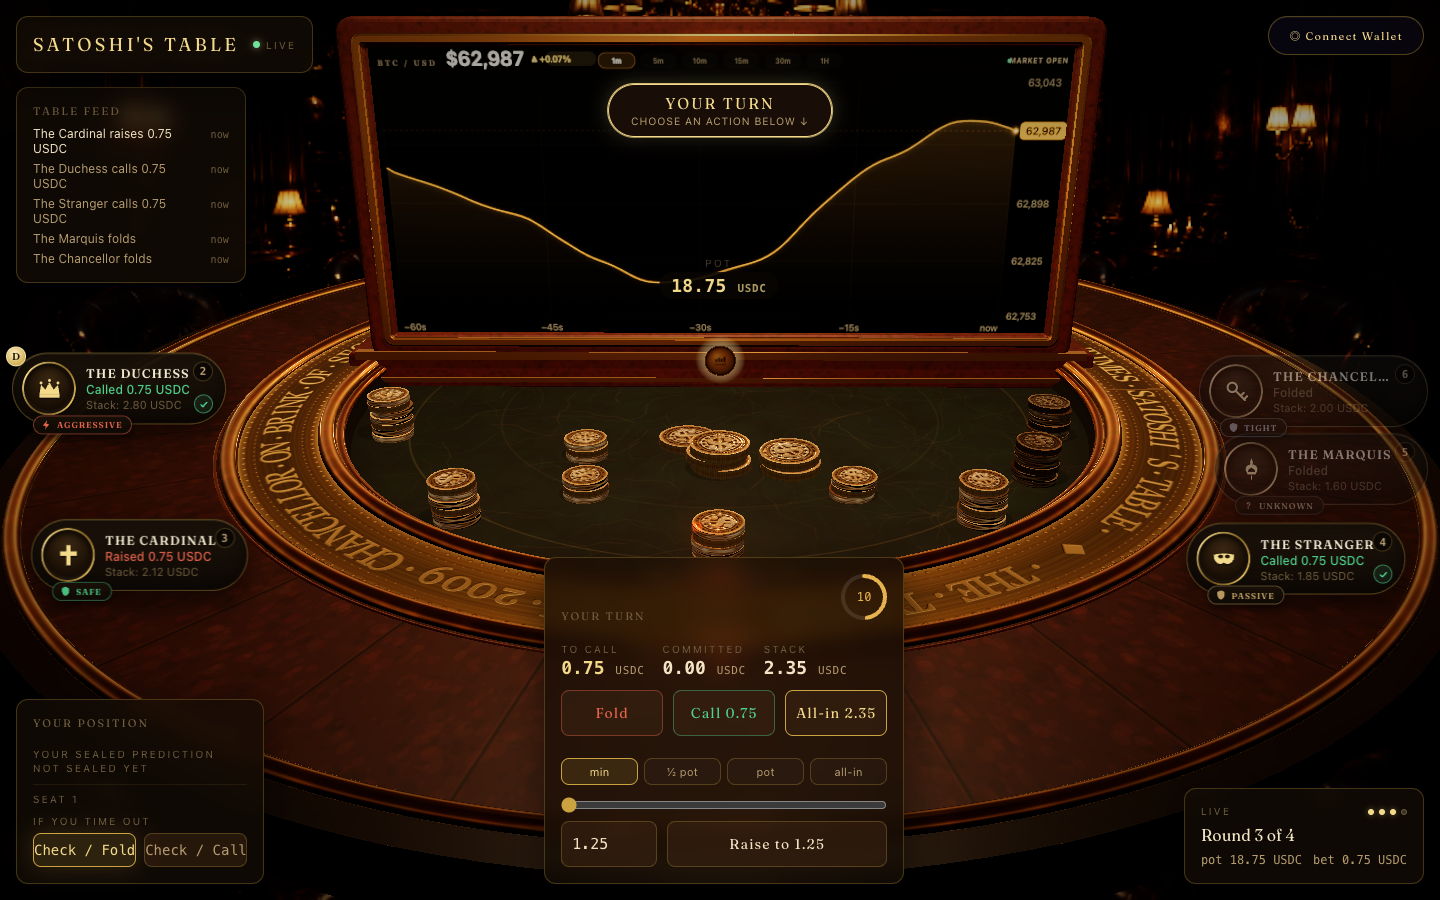 SATOSHI'S TABLE
LIVE
Connect Wallet
TABLE FEED
The Cardinal raises 0.75 USDC now
The Duchess calls 0.75 USDC now
The Stranger calls 0.75 USDC now
The Marquis folds now
The Chancellor folds now
BTC / USD $62,987 ▲+0.07% 1m 5m 10m 15m 30m 1H MARKET OPEN
YOUR TURN
CHOOSE AN ACTION BELOW ↓
63,043
62,987
62,898
62,825
62,753
POT
18.75 USDC
−60s −45s −30s −15s now
D
THE DUCHESS 2
Called 0.75 USDC
Stack: 2.80 USDC
AGGRESSIVE
THE CARDINAL 3
Raised 0.75 USDC
Stack: 2.12 USDC
SAFE
THE CHANCEL... 6
Folded
Stack: 2.00 USDC
TIGHT
THE MARQUIS 5
Folded
Stack: 1.60 USDC
? UNKNOWN
THE STRANGER 4
Called 0.75 USDC
Stack: 1.85 USDC
PASSIVE
CHANCELLOR · ON · BRINK · OF ·
2009 ·
SATOSHI'S TABLE
· THE
YOUR TURN
10
TO CALL COMMITTED STACK
0.75 USDC 0.00 USDC 2.35 USDC
Fold Call 0.75 All-in 2.35
min ½ pot pot all-in
1.25 Raise to 1.25
YOUR POSITION
YOUR SEALED PREDICTION
NOT SEALED YET
SEAT 1
IF YOU TIME OUT
Check / Fold Check / Call
LIVE
Round 3 of 4
pot 18.75 USDC bet 0.75 USDC